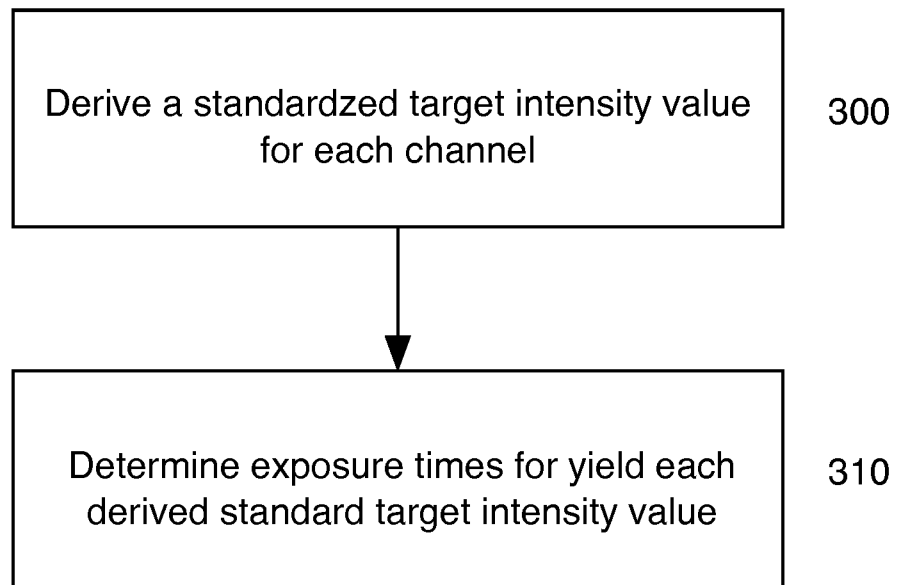 Derive a standardzed target intensity value
for each channel
300
Determine exposure times for yield each
derived standard target intensity value
310